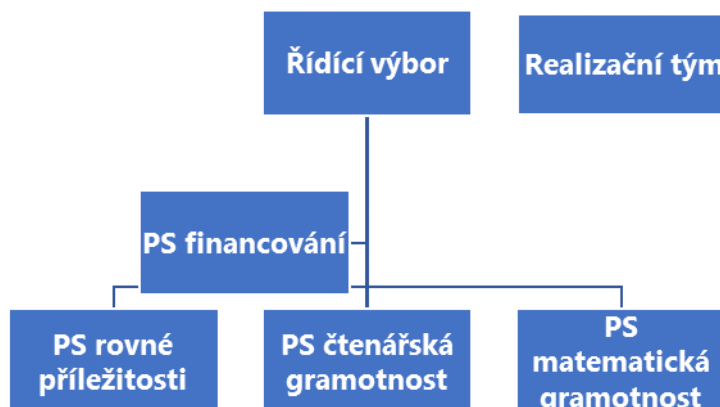 Řídící výbor
Realizační tým
PS financování
PS rovné
příležitosti
PS čtenářská
gramotnost
PS
matematická
gramotnost